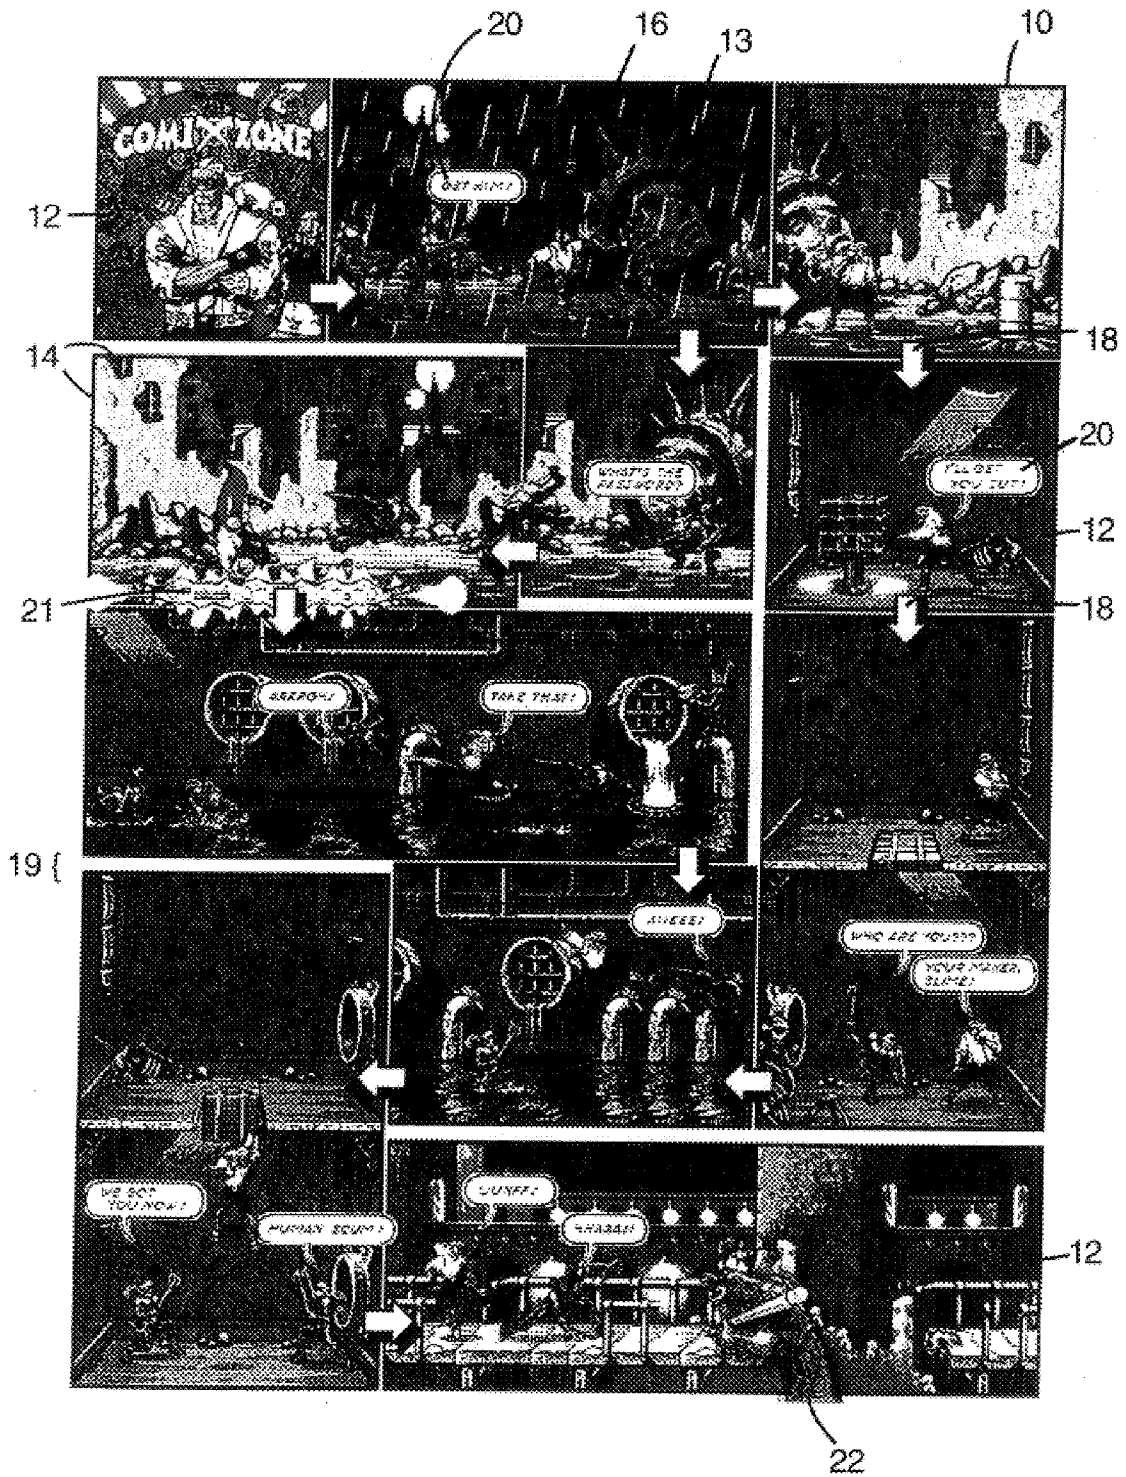 20
16
13
10
COMIX ZONE
GET HIM!
12
18
14
WHAT'S THE
PASSWORD?
20
I'LL GET
YOU OUT!
12
18
21
TAKE THAT!
19 {
WHO ARE YOU???
YOUR MAKER,
SLIME!
WE GOT
YOU NOW!
HUMAN SCUM!
12
22